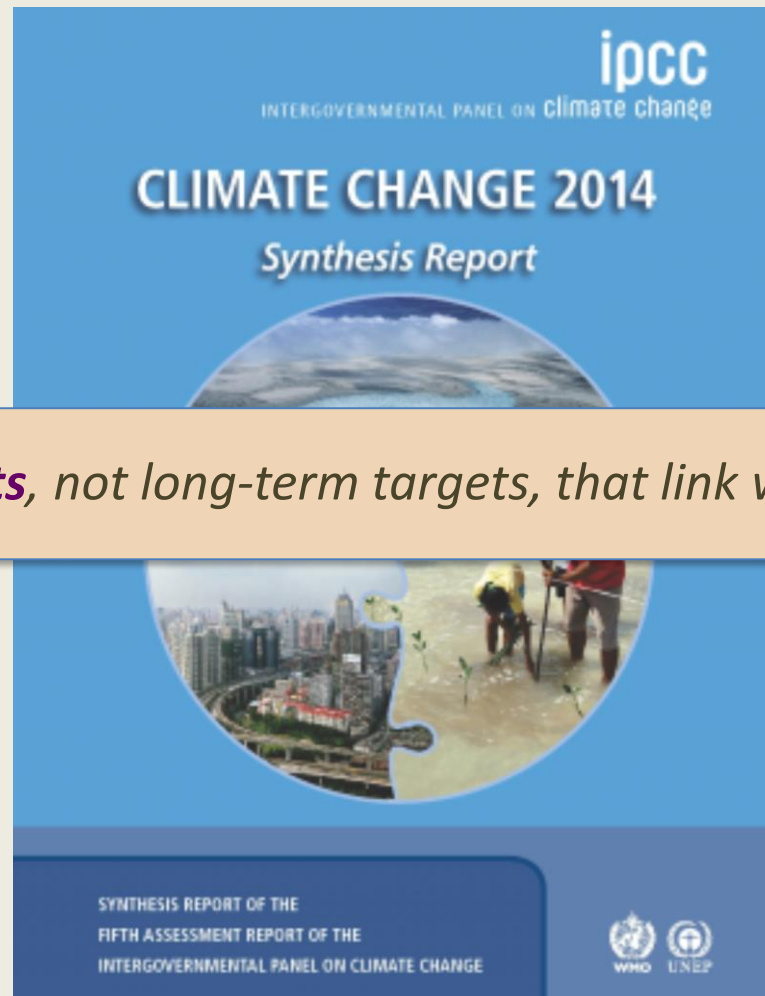 ipcc
INTERGOVERNMENTAL PANEL ON climate change
CLIMATE CHANGE 2014
Synthesis Report
, not long-term targets, that link
SYNTHESIS REPORT OF THE
FIFTH ASSESSMENT REPORT OF THE
INTERGOVERNMENTAL PANEL ON CLIMATE CHANGE
WMO UNEP